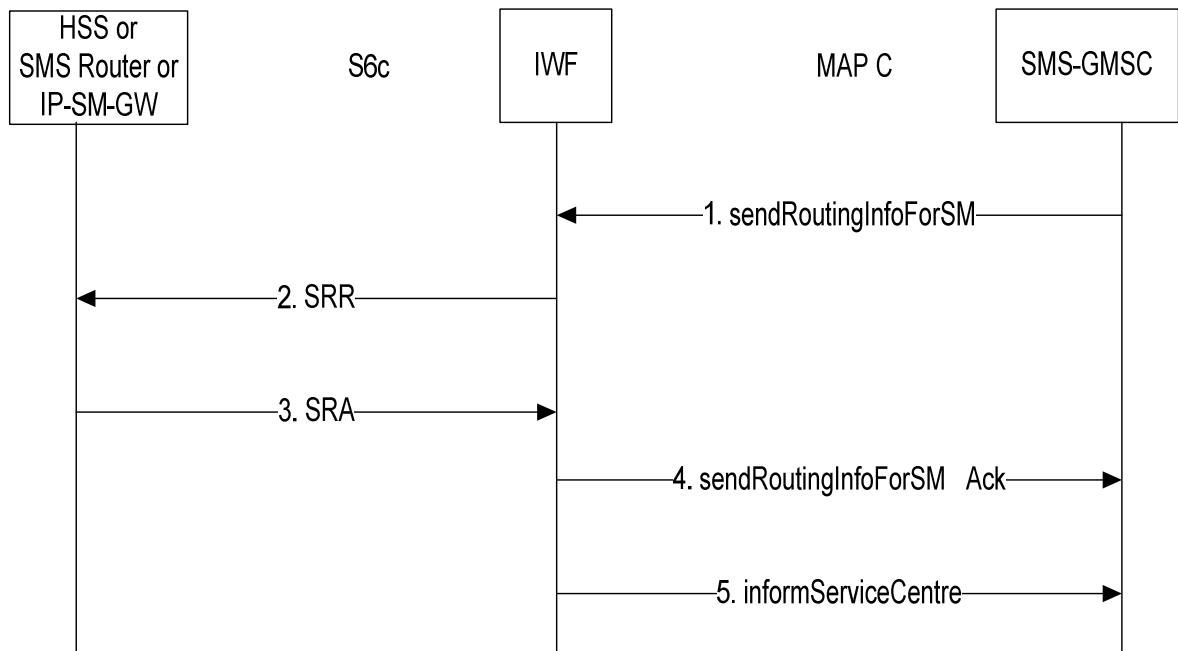 HSS or
SMS Router or
IP-SM-GW
S6c
IWF
MAP C
SMS-GMSC
1. sendRoutingInfoForSM
2. SRR
3. SRA
4. sendRoutingInfoForSM Ack
5. informServiceCentre